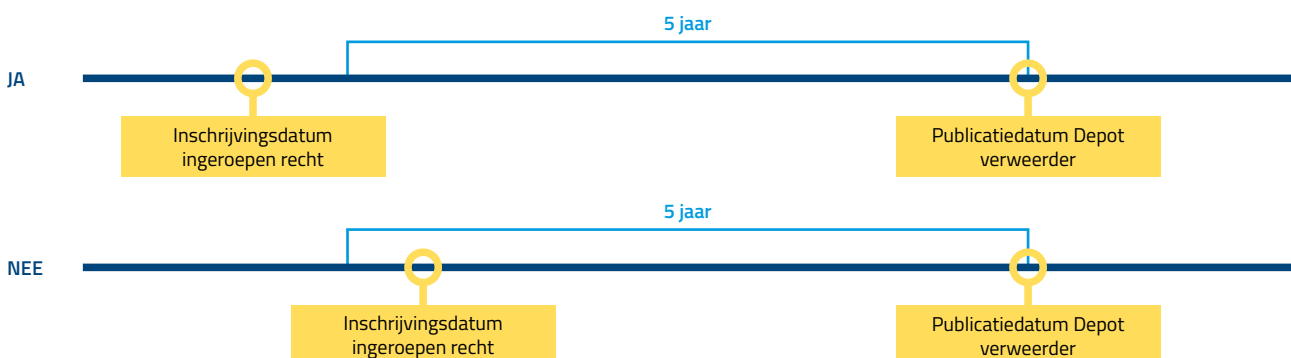 5 jaar
JA
Inschrijvingsdatum
ingeroepen recht
Publicatiedatum Depot
verweerder
5 jaar
NEE
Inschrijvingsdatum
ingeroepen recht
Publicatiedatum Depot
verweerder